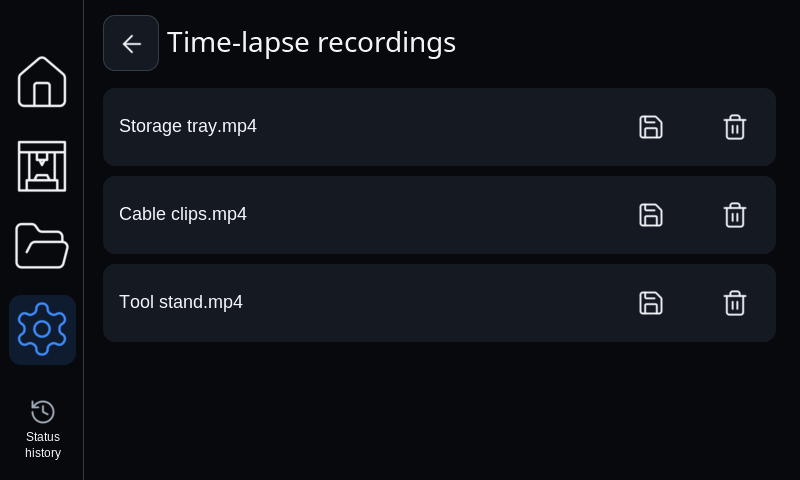 Time-lapse recordings
Storage tray.mp4
Cable clips.mp4
Tool stand.mp4
Status
history